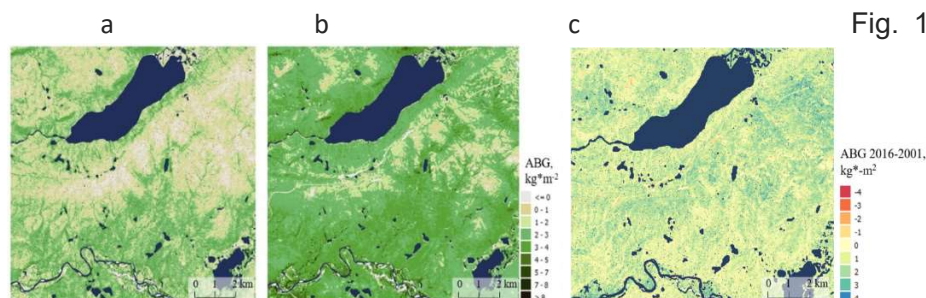 a b c Fig. 1
ABG,
kg*m-2
<= 0
0 - 1
1 - 2
2 - 3
3 - 4
4 - 5
5 - 7
7 - 8
ABG 2016-2001,
kg*-m²
-4
-3
-2
-1
0
1
2
3
0 1 2 km
0 1 2 km
0 1 2 km